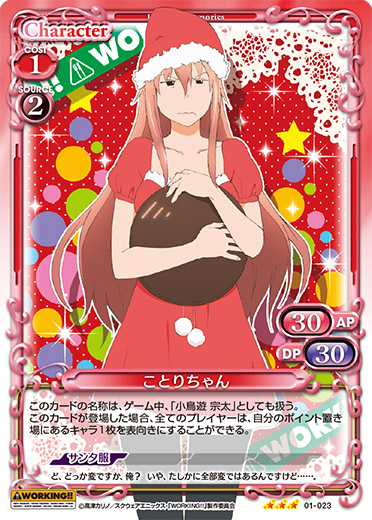 Character
COST
1
SOURCE
2
WO
30 AP
DP 30
ことりちゃん
このカードの名称は、ゲーム中、「小鳥遊 宗太」としても扱う。
このカードが登場した場合、全てのプレイヤーは、自分のポイント置き
場にあるキャラ1枚を表向きにすることができる。
サンタ服
ど、どっか変ですか、俺? いや、たしかに全部変ではあるんですけど……。
WORKING!!
©高津カリノ/スクウェアエニックス・「WORKING!!」製作委員会
01-023